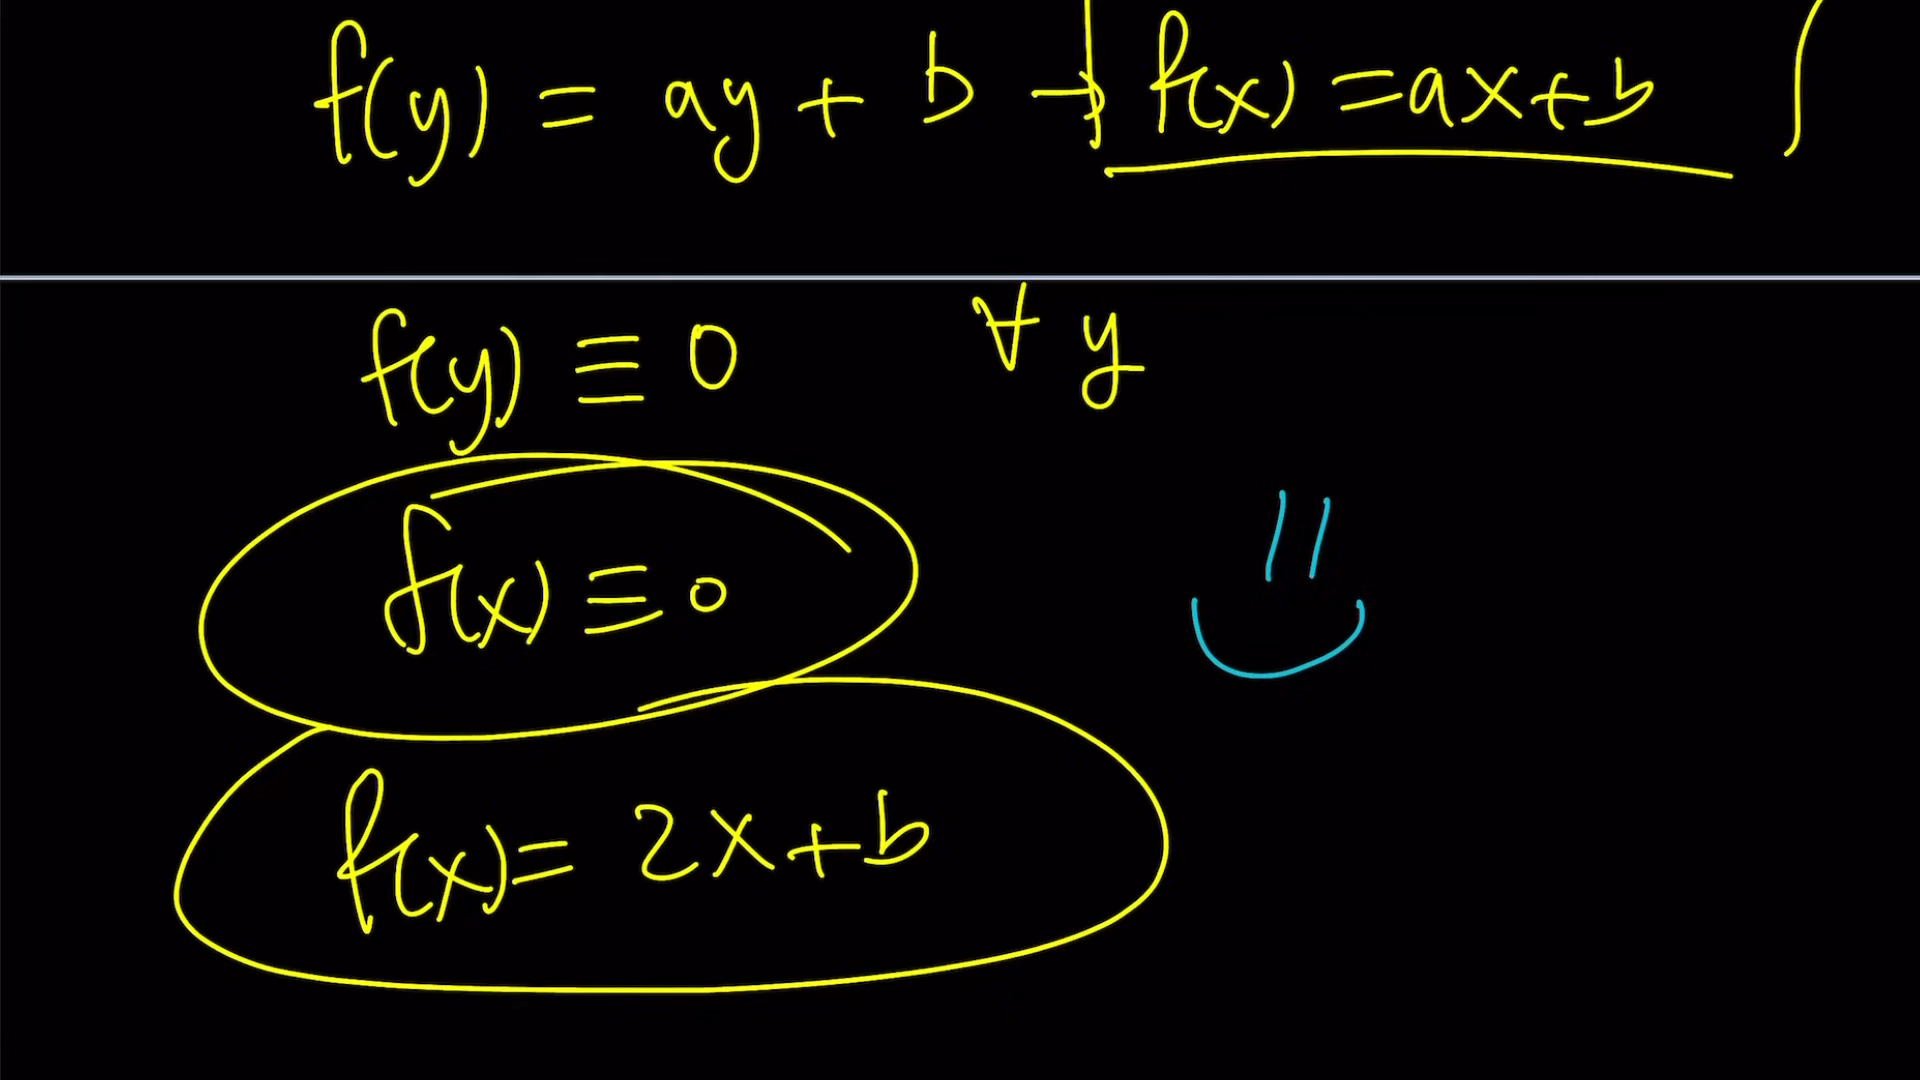 f(y) = ay + b → f(x) = ax + b
f(y) ≡ 0 ∀ y
f(x) ≡ 0
f(x) = 2x + b